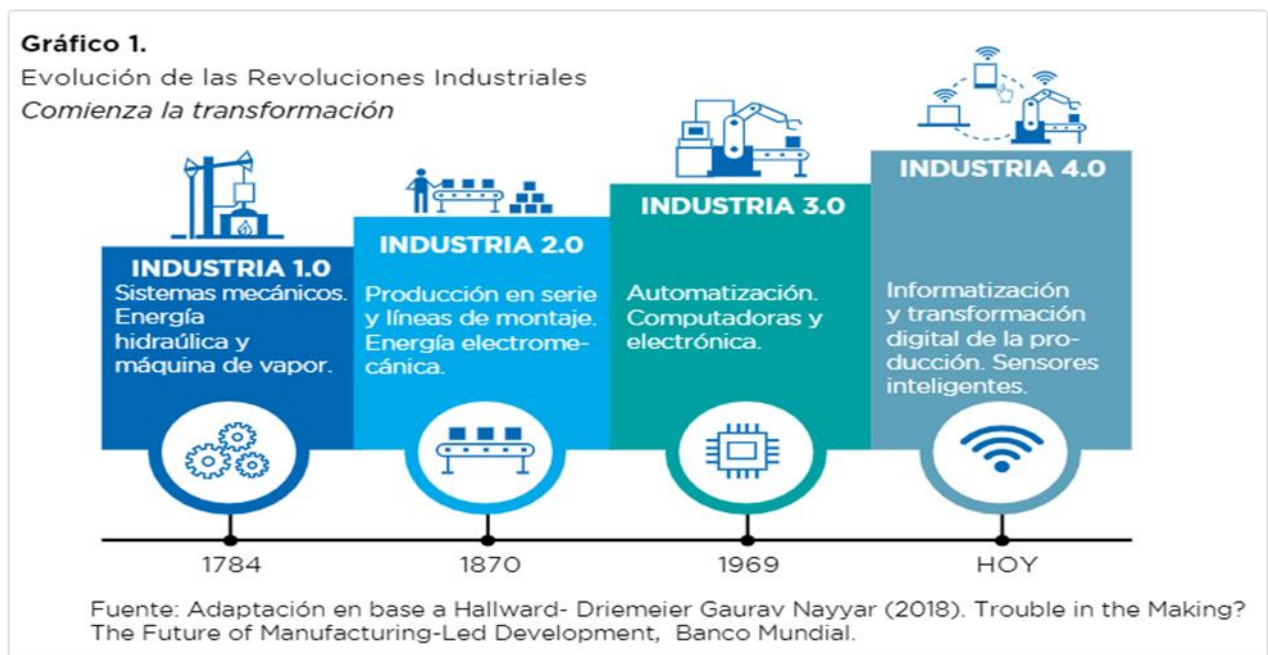 Gráfico 1.
Evolución de las Revoluciones Industriales
Comienza la transformación
INDUSTRIA 1.0
Sistemas mecánicos.
Energía
hidraúlica y
máquina de vapor.
INDUSTRIA 2.0
Producción en serie
y líneas de montaje.
Energía electrome-
cánica.
INDUSTRIA 3.0
Automatización.
Computadoras y
electrónica.
INDUSTRIA 4.0
Informatización
y transformación
digital de la pro-
ducción. Sensores
inteligentes.
1784
1870
1969
HOY
Fuente: Adaptación en base a Hallward- Driemeier Gaurav Nayyar (2018). Trouble in the Making?
The Future of Manufacturing-Led Development, Banco Mundial.